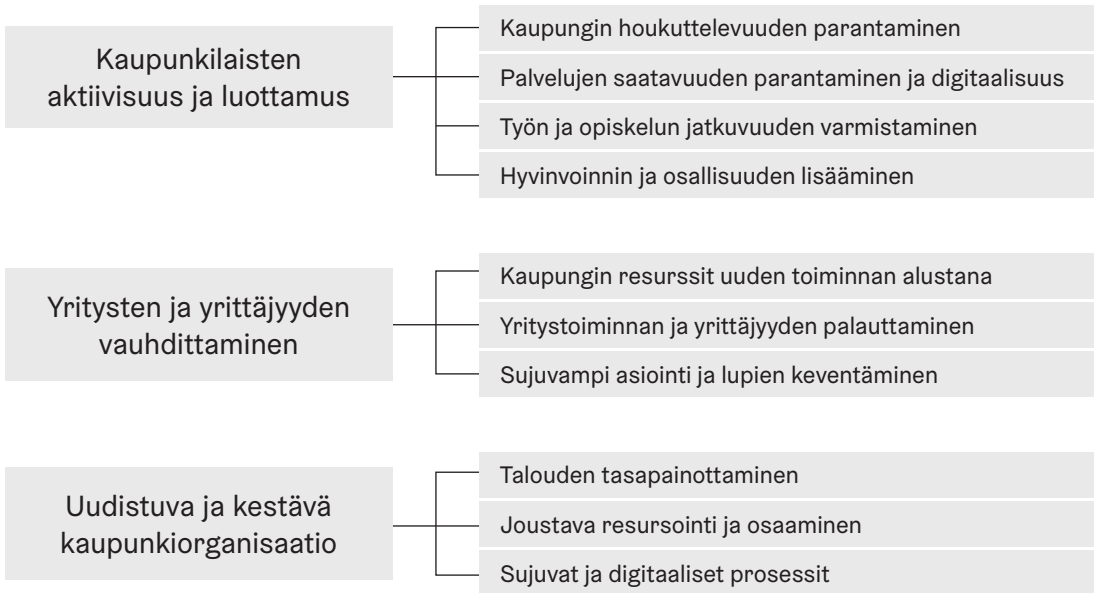 Kaupunkilaisten
aktiivisuus ja luottamus
Kaupungin houkuttelevuuden parantaminen
Palvelujen saatavuuden parantaminen ja digitaalisuus
Työn ja opiskelun jatkuvuuden varmistaminen
Hyvinvoinnin ja osallisuuden lisääminen
Yritysten ja yrittäjyyden
vauhdittaminen
Kaupungin resurssit uuden toiminnan alustana
Yritystoiminnan ja yrittäjyyden palauttaminen
Sujuvampi asiointi ja lupien keventäminen
Uudistuva ja kestävä
kaupunkiorganisaatio
Talouden tasapainottaminen
Joustava resursointi ja osaaminen
Sujuvat ja digitaaliset prosessit